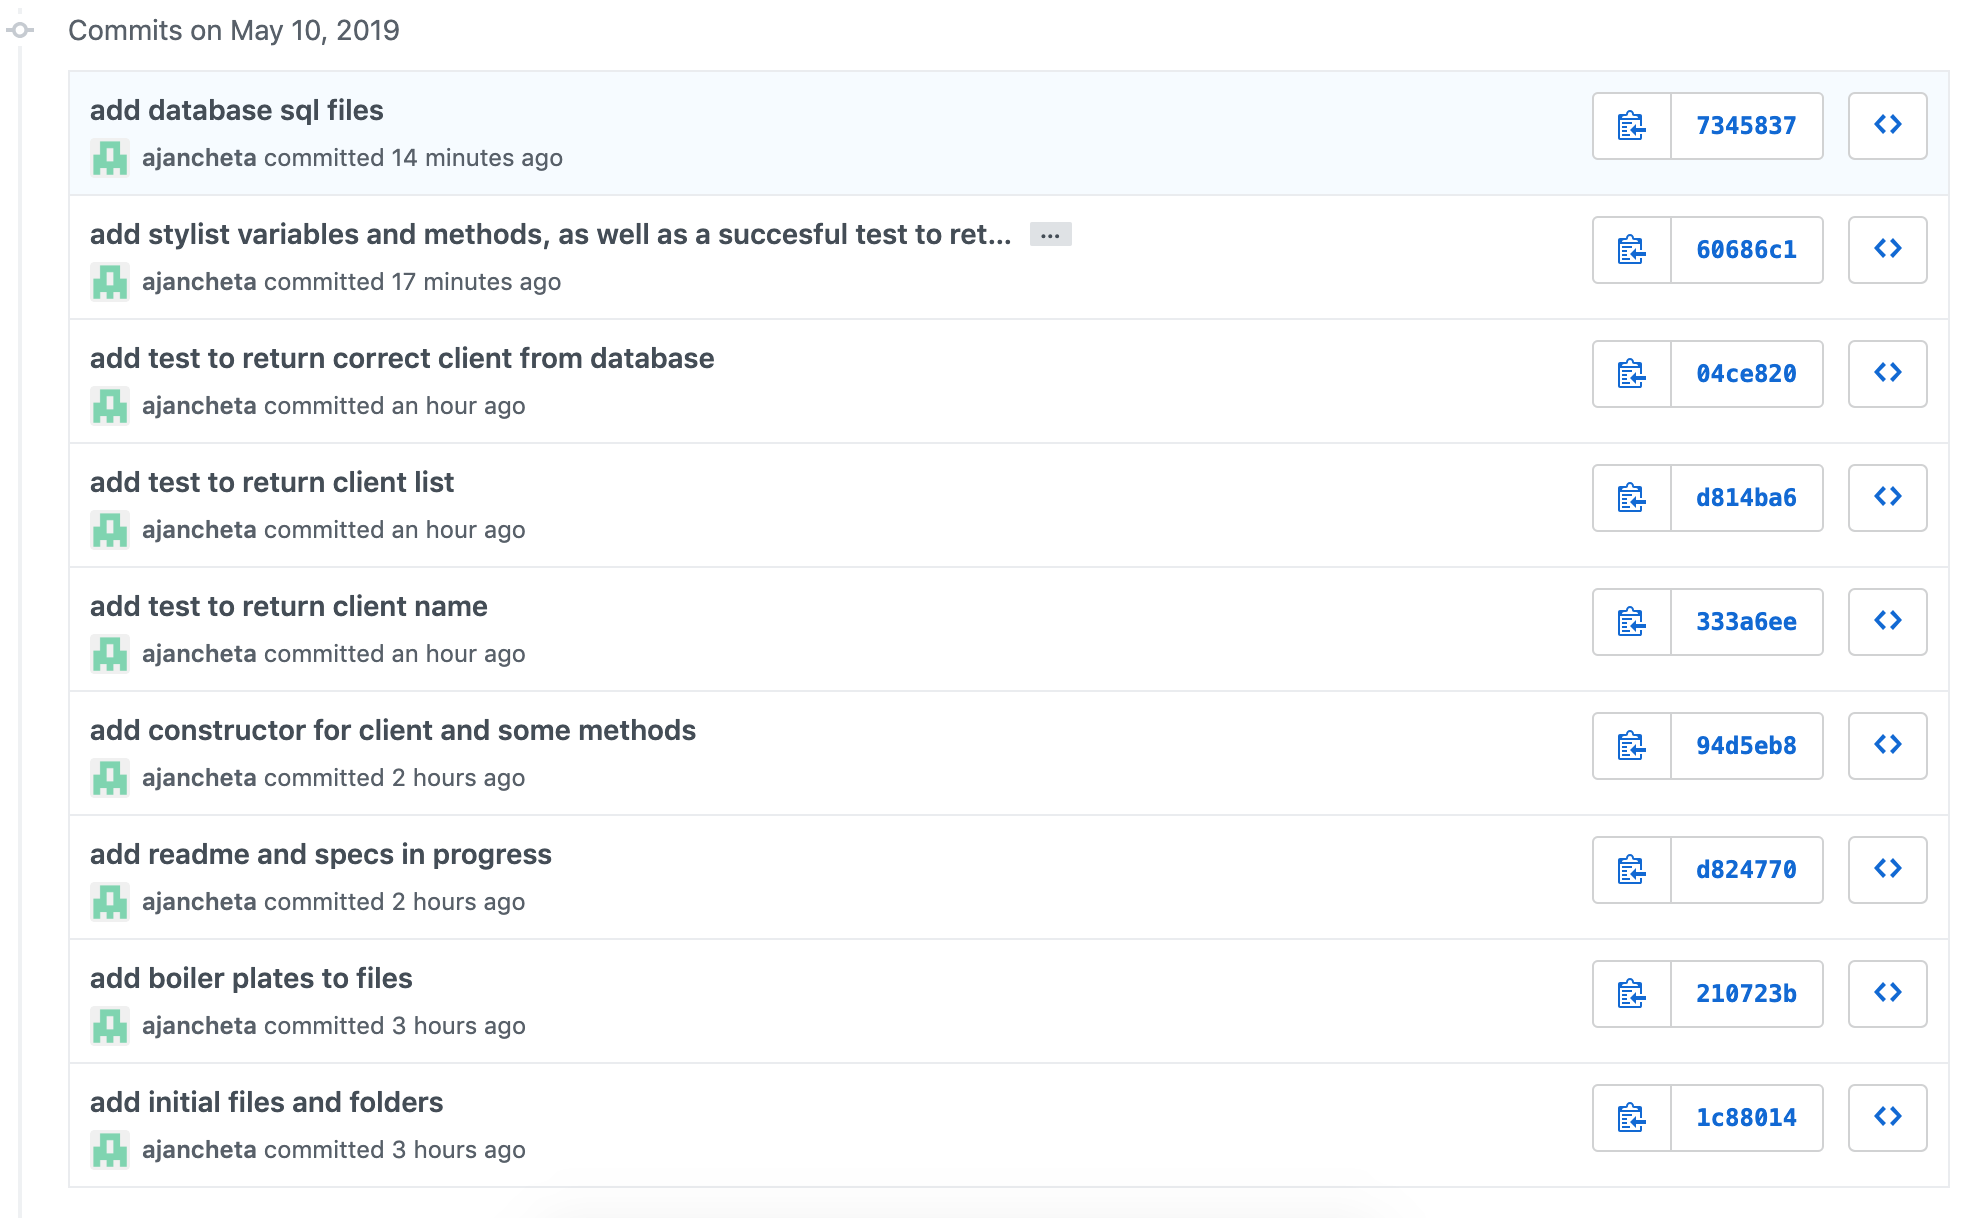 Commits on May 10, 2019
add database sql files
7345837
ajancheta committed 14 minutes ago
add stylist variables and methods, as well as a succesful test to ret... ...
60686c1
ajancheta committed 17 minutes ago
add test to return correct client from database
04ce820
ajancheta committed an hour ago
add test to return client list
d814ba6
ajancheta committed an hour ago
add test to return client name
333a6ee
ajancheta committed an hour ago
add constructor for client and some methods
94d5eb8
ajancheta committed 2 hours ago
add readme and specs in progress
d824770
ajancheta committed 2 hours ago
add boiler plates to files
210723b
ajancheta committed 3 hours ago
add initial files and folders
1c88014
ajancheta committed 3 hours ago